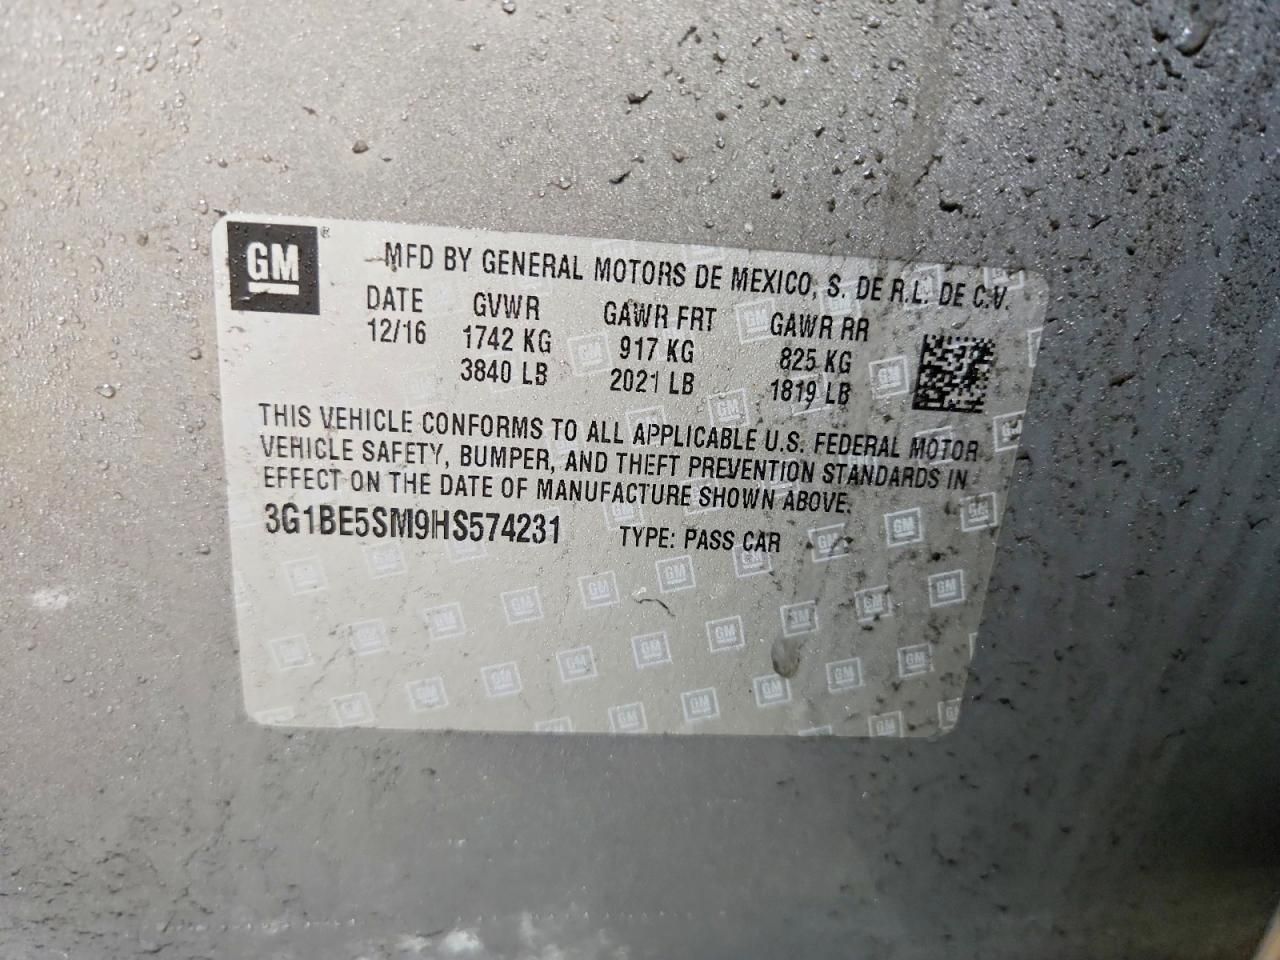 GM®
MFD BY GENERAL MOTORS DE MEXICO, S. DE R.L. DE C.V.
DATE GVWR GAWR FRT GAWR RR
12/16 1742 KG 917 KG 825 KG
3840 LB 2021 LB 1819 LB
THIS VEHICLE CONFORMS TO ALL APPLICABLE U.S. FEDERAL MOTOR
VEHICLE SAFETY, BUMPER, AND THEFT PREVENTION STANDARDS IN
EFFECT ON THE DATE OF MANUFACTURE SHOWN ABOVE.
3G1BE5SM9HS574231 TYPE: PASS CAR